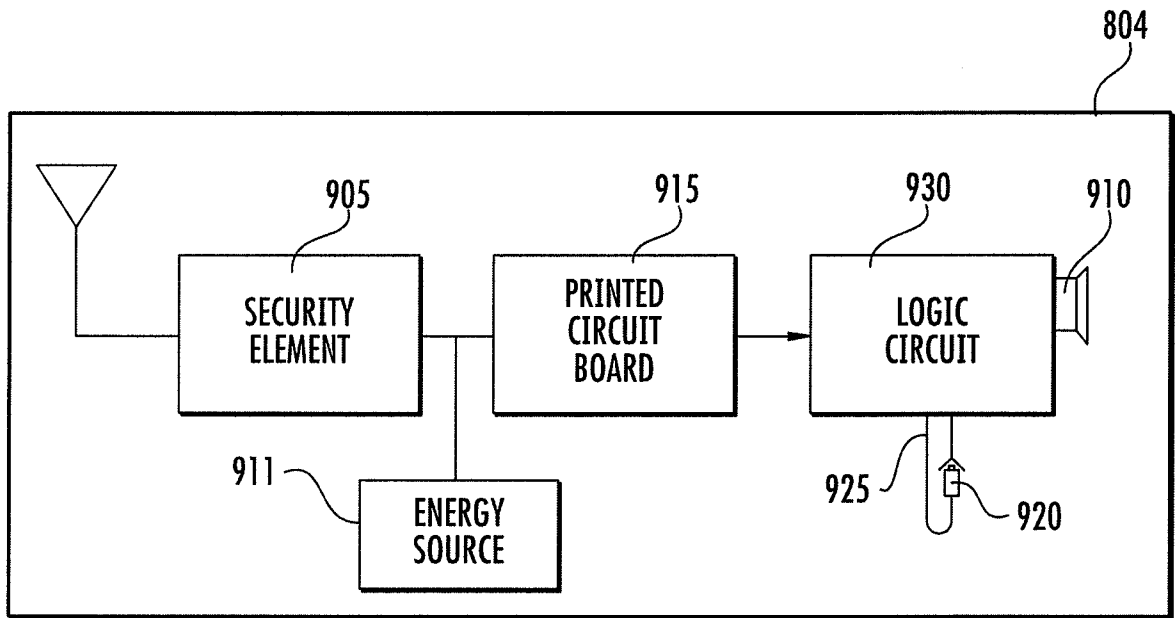 804
905
915
930
910
SECURITY
ELEMENT
PRINTED
CIRCUIT
BOARD
LOGIC
CIRCUIT
911
ENERGY
SOURCE
925
920